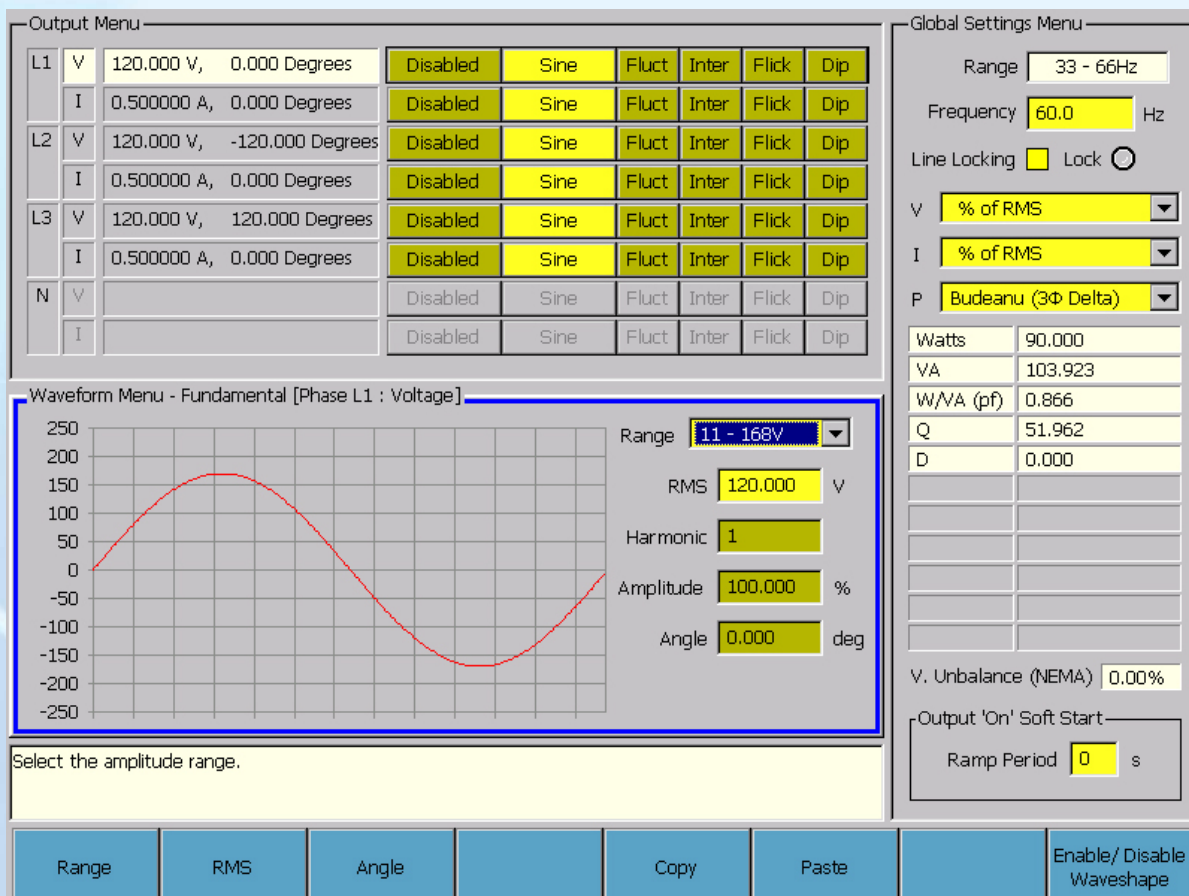 Output Menu
L1 V 120.000 V, 0.000 Degrees Disabled Sine Fluct Inter Flick Dip
I 0.500000 A, 0.000 Degrees Disabled Sine Fluct Inter Flick Dip
L2 V 120.000 V, -120.000 Degrees Disabled Sine Fluct Inter Flick Dip
I 0.500000 A, 0.000 Degrees Disabled Sine Fluct Inter Flick Dip
L3 V 120.000 V, 120.000 Degrees Disabled Sine Fluct Inter Flick Dip
I 0.500000 A, 0.000 Degrees Disabled Sine Fluct Inter Flick Dip
N V Disabled Sine Fluct Inter Flick Dip
I Disabled Sine Fluct Inter Flick Dip
Waveform Menu - Fundamental [Phase L1 : Voltage]
250
200
150
100
50
0
-50
-100
-150
-200
-250
Range 11 - 168V
RMS 120.000 V
Harmonic 1
Amplitude 100.000 %
Angle 0.000 deg
Select the amplitude range.
Global Settings Menu
Range 33 - 66Hz
Frequency 60.0 Hz
Line Locking Lock
V % of RMS
I % of RMS
P Budeanu (3Φ Delta)
Watts 90.000
VA 103.923
W/VA (pf) 0.866
Q 51.962
D 0.000
V. Unbalance (NEMA) 0.00%
Output 'On' Soft Start
Ramp Period 0 s
Range RMS Angle Copy Paste Enable/ Disable
Waveshape